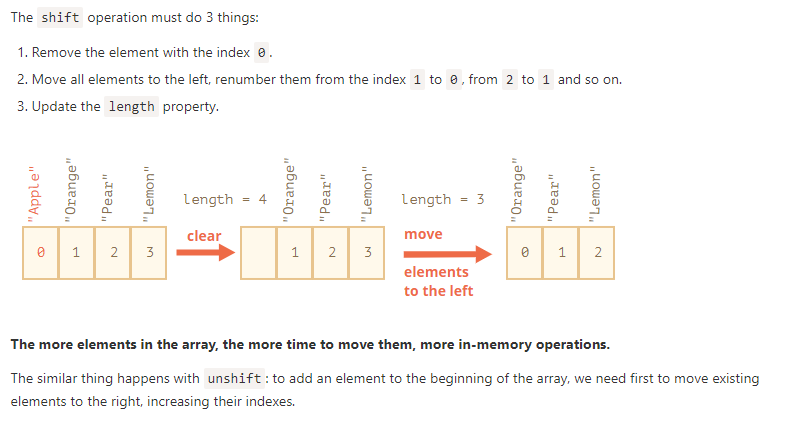 The shift operation must do 3 things:
1. Remove the element with the index 0.
2. Move all elements to the left, renumber them from the index 1 to 0, from 2 to 1 and so on.
3. Update the length property.
"Apple" "Orange" "Pear" "Lemon" length = 4 "Orange" "Pear" "Lemon" length = 3 "Orange" "Pear" "Lemon"
clear move
0 1 2 3 1 2 3 0 1 2
elements
to the left
The more elements in the array, the more time to move them, more in-memory operations.
The similar thing happens with unshift: to add an element to the beginning of the array, we need first to move existing
elements to the right, increasing their indexes.